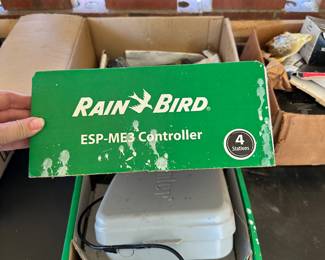 RAIN BIRD®
ESP-ME3 Controller
4
Stations